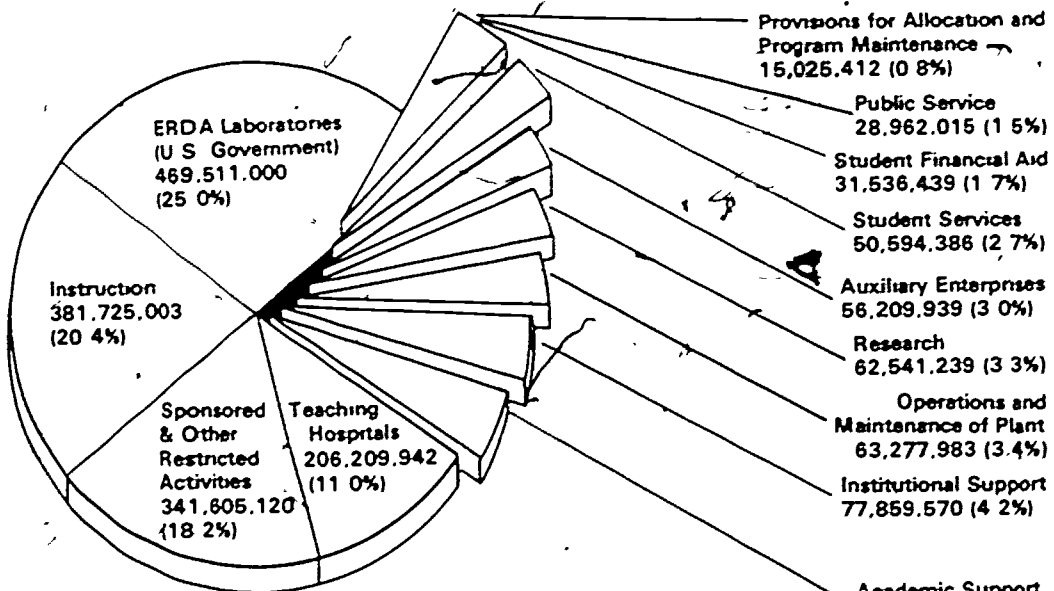 ERDA Laboratories
(U S Government)
469.511.000
(25 0%)
Instruction
381.725,003
(20 4%)
Sponsored
& Other
Restricted
Activities
341.605.120
(18 2%)
Teaching
Hospitals
206.209.942
(11 0%)
Provisions for Allocation and
Program Maintenance
15,025.412 (0 8%)
Public Service
28.962.015 (1 5%)
Student Financial Aid
31,536,439 (1 7%)
Student Services
50,594.386 (2 7%)
Auxiliary Enterprises
56,209,939 (3 0%)
Research
62,541,239 (3 3%)
Operations and
Maintenance of Plant
63,277,983 (3.4%)
Institutional Support
77,859,570 (4 2%)
Academic Support